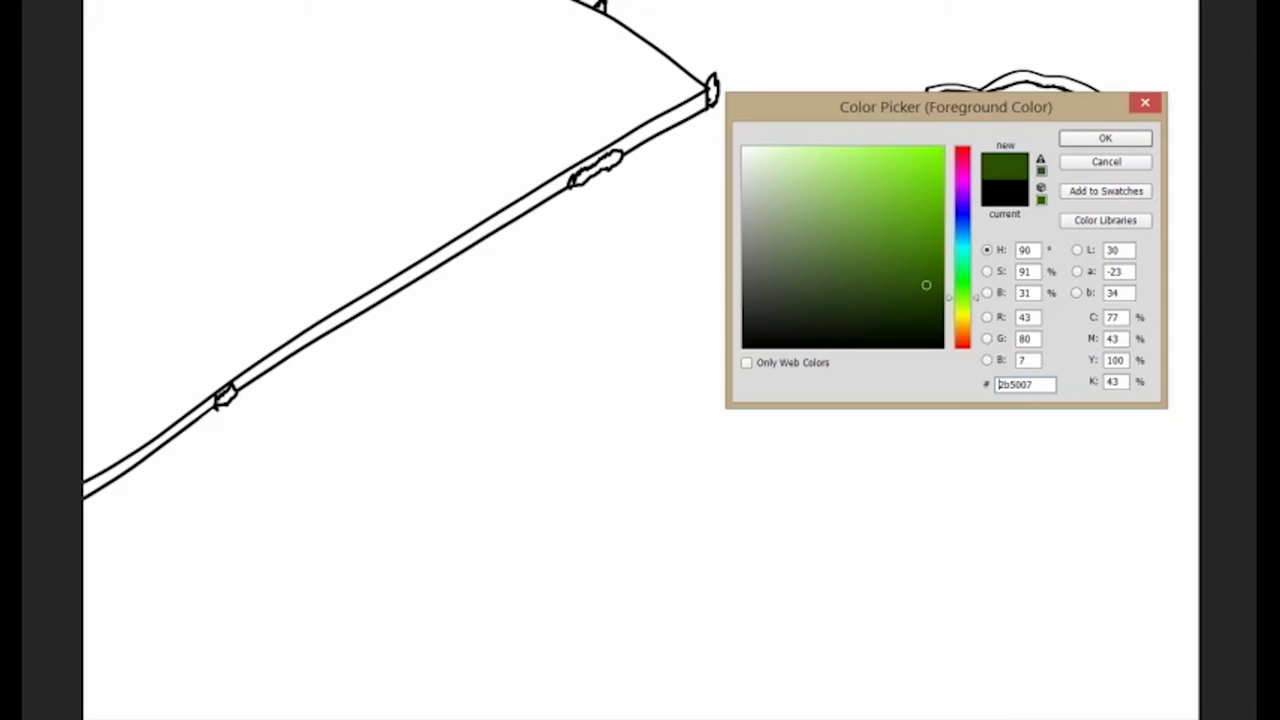 Color Picker (Foreground Color)
new
current
OK
Cancel
Add to Swatches
Color Libraries
H: 90 °
S: 91 %
B: 31 %
R: 43
G: 80
B: 7
# 2b5007
L: 30
a: -23
b: 34
C: 77 %
M: 43 %
Y: 100 %
K: 43 %
Only Web Colors